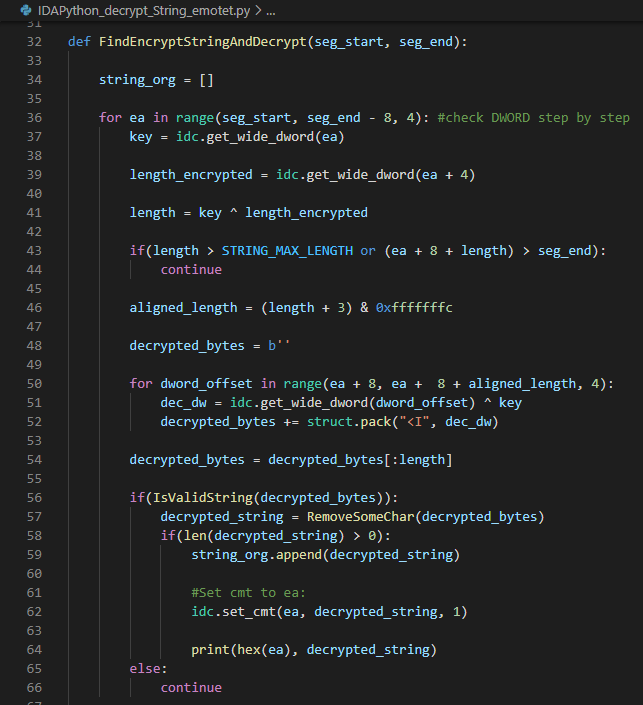 IDAPython_decrypt_String_emotet.py > ...
31
32 def FindEncryptStringAndDecrypt(seg_start, seg_end):
33
34     string_org = []
35
36     for ea in range(seg_start, seg_end - 8, 4): #check DWORD step by step
37         key = idc.get_wide_dword(ea)
38
39         length_encrypted = idc.get_wide_dword(ea + 4)
40
41         length = key ^ length_encrypted
42
43         if(length > STRING_MAX_LENGTH or (ea + 8 + length) > seg_end):
44             continue
45
46         aligned_length = (length + 3) & 0xfffffffc
47
48         decrypted_bytes = b''
49
50         for dword_offset in range(ea + 8, ea +  8 + aligned_length, 4):
51             dec_dw = idc.get_wide_dword(dword_offset) ^ key
52             decrypted_bytes += struct.pack("<I", dec_dw)
53
54         decrypted_bytes = decrypted_bytes[:length]
55
56         if(IsValidString(decrypted_bytes)):
57             decrypted_string = RemoveSomeChar(decrypted_bytes)
58             if(len(decrypted_string) > 0):
59                 string_org.append(decrypted_string)
60
61                 #Set cmt to ea:
62                 idc.set_cmt(ea, decrypted_string, 1)
63
64                 print(hex(ea), decrypted_string)
65         else:
66             continue
67